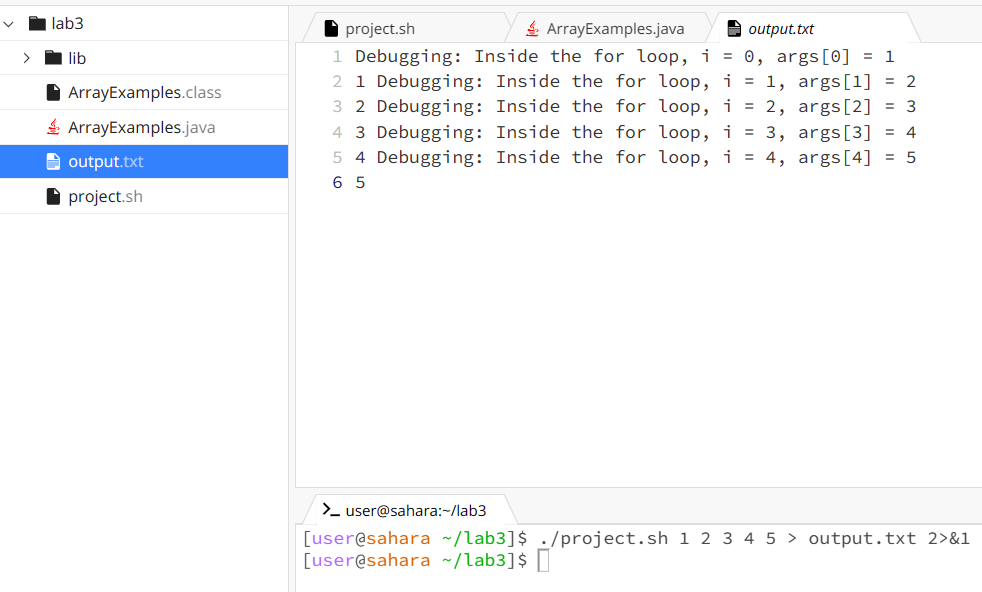 lab3
lib
ArrayExamples.class
ArrayExamples.java
output.txt
project.sh
project.sh ArrayExamples.java output.txt
1 Debugging: Inside the for loop, i = 0, args[0] = 1
2 1 Debugging: Inside the for loop, i = 1, args[1] = 2
3 2 Debugging: Inside the for loop, i = 2, args[2] = 3
4 3 Debugging: Inside the for loop, i = 3, args[3] = 4
5 4 Debugging: Inside the for loop, i = 4, args[4] = 5
6 5
user@sahara:~/lab3
[user@sahara ~/lab3]$ ./project.sh 1 2 3 4 5 > output.txt 2>&1
[user@sahara ~/lab3]$